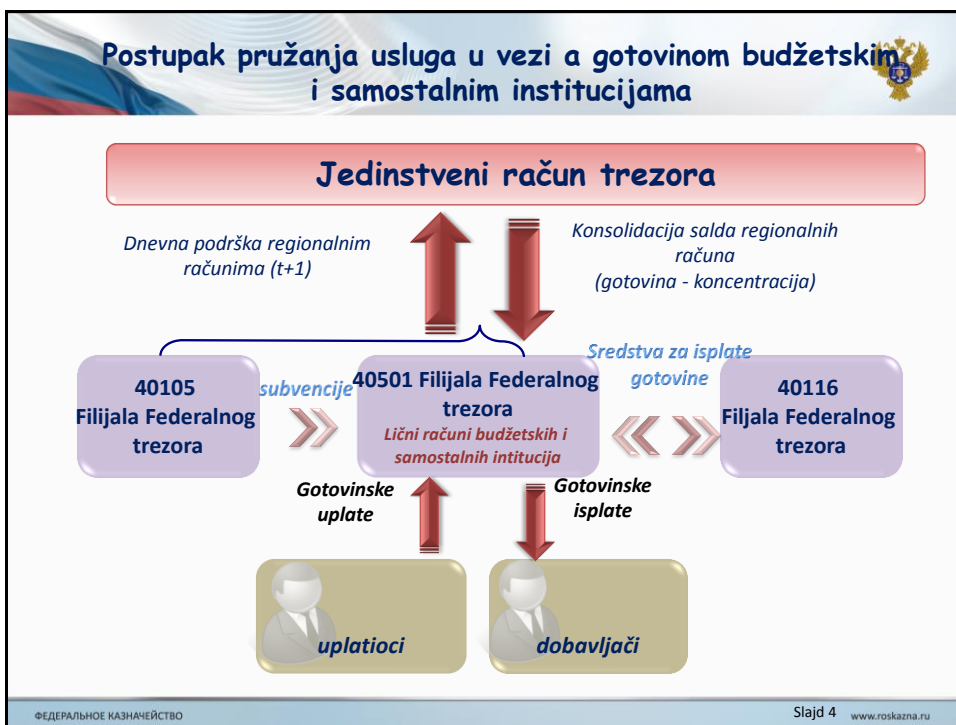 Postupak pružanja usluga u vezi a gotovinom budžetskim
i samostalnim institucijama
Jedinstveni račun trezora
Dnevna podrška regionalnim
računima (t+1)
Konsolidacija salda regionalnih
računa
(gotovina - koncentracija)
40105
Filijala Federalnog
trezora
subvencije
40501 Filijala Federalnog
trezora
Lični računi budžetskih i
samostalnih intitucija
Sredstva za isplate
gotovine
40116
Filjala Federalnog
trezora
Gotovinske
uplate
Gotovinske
isplate
uplatioci
dobavljači
ФЕДЕРАЛЬНОЕ КАЗНАЧЕЙСТВО
Slajd 4
www.roskazna.ru